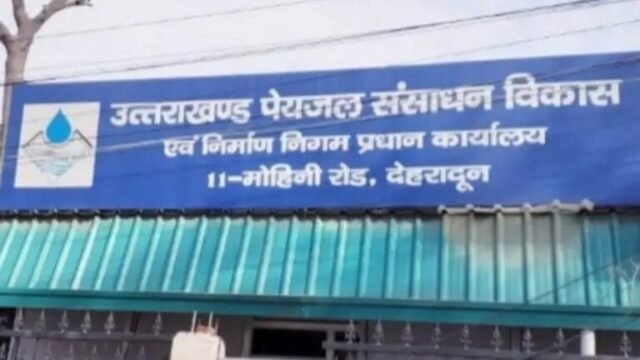 उत्तराखण्ड पेयजल संसाधन विकास
एवं निर्माण निगम प्रधान कार्यालय
11-मोहिनी रोड, देहरादून